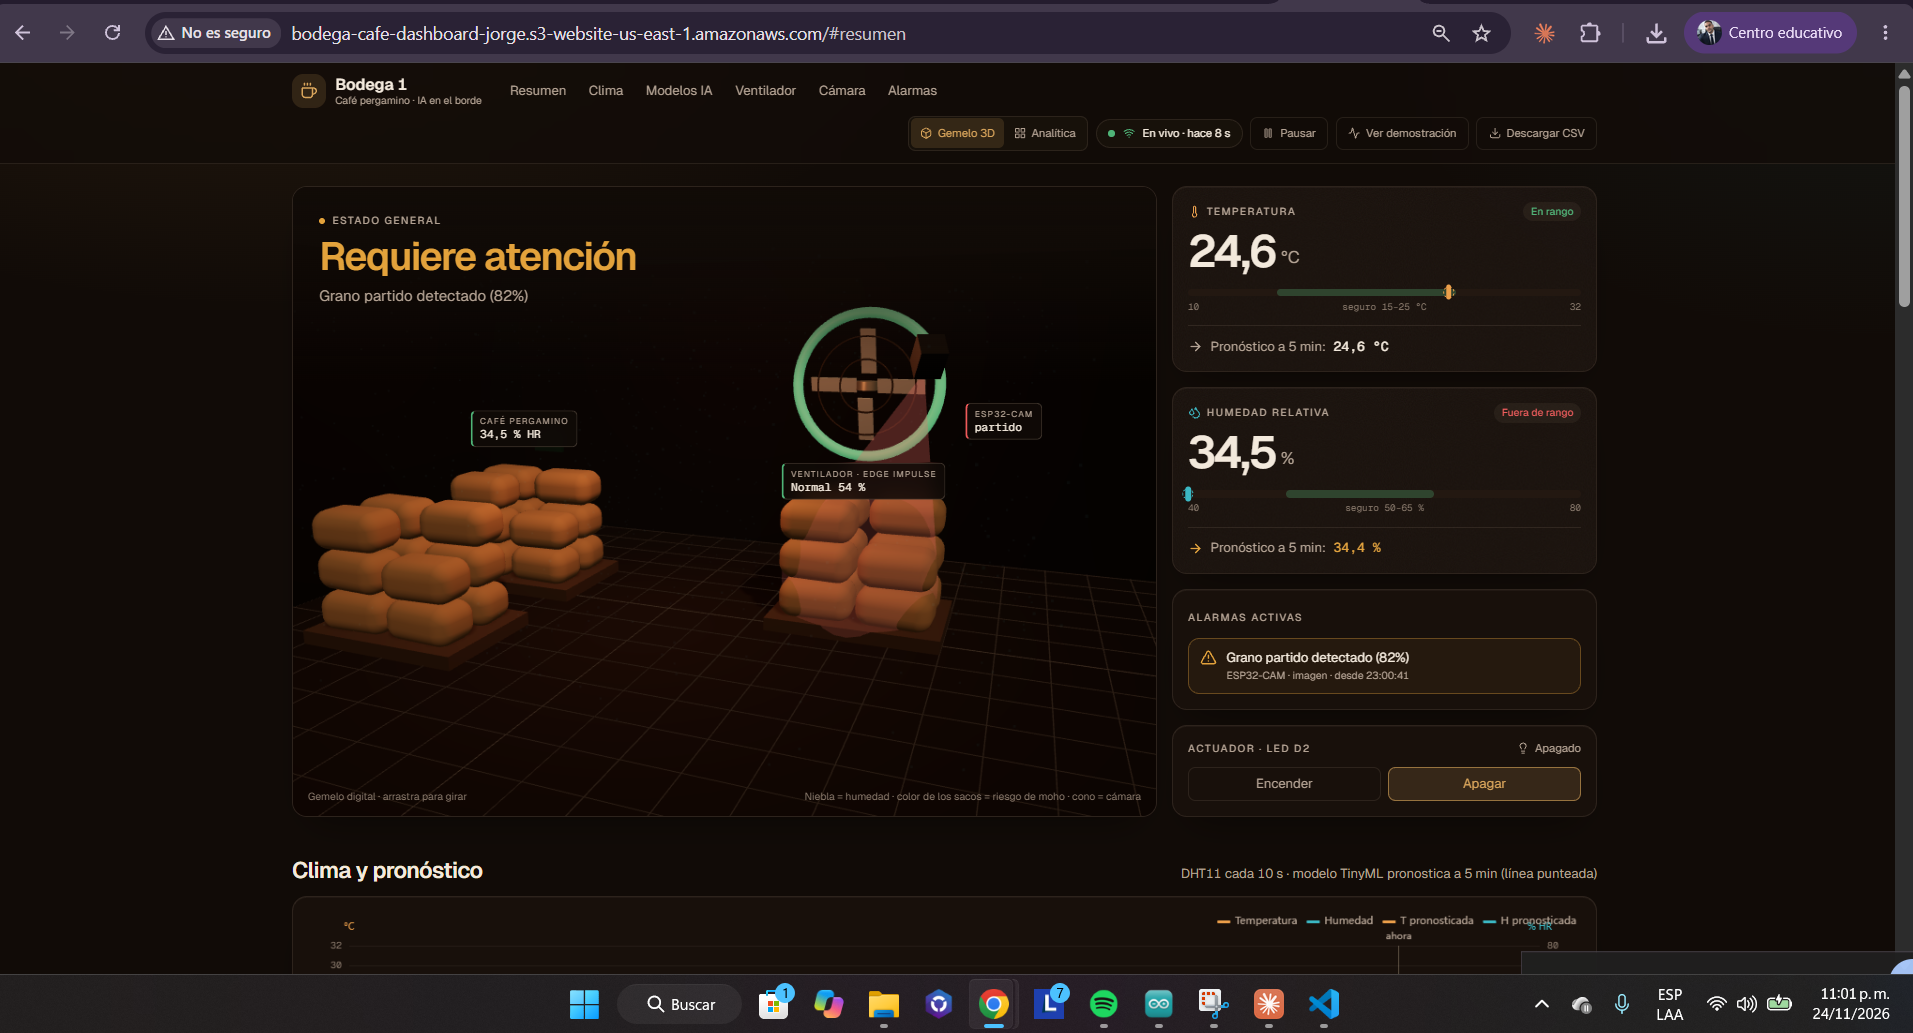 No es seguro
bodega-cafe-dashboard-jorge.s3-website-us-east-1.amazonaws.com/#resumen
Centro educativo
Bodega 1
Café pergamino · IA en el borde
Resumen
Clima
Modelos IA
Ventilador
Cámara
Alarmas
Gemelo 3D
Analítica
En vivo · hace 8 s
Pausar
Ver demostración
Descargar CSV
ESTADO GENERAL
Requiere atención
Grano partido detectado (82%)
CAFÉ PERGAMINO
34,5 % HR
ESP32-CAM
partido
VENTILADOR · EDGE IMPULSE
Normal 54 %
Gemelo digital · arrastra para girar
Niebla = humedad · color de los sacos = riesgo de moho · cono = cámara
TEMPERATURA
En rango
24,6 °C
10
seguro 15–25 °C
32
Pronóstico a 5 min: 24,6 °C
HUMEDAD RELATIVA
Fuera de rango
34,5 %
40
seguro 50–65 %
80
Pronóstico a 5 min: 34,4 %
ALARMAS ACTIVAS
Grano partido detectado (82%)
ESP32-CAM · imagen · desde 23:00:41
ACTUADOR · LED D2
Apagado
Encender
Apagar
Clima y pronóstico
DHT11 cada 10 s · modelo TinyML pronostica a 5 min (línea punteada)
°C
Temperatura
Humedad
T pronosticada
H pronosticada
% HR
ahora
32
80
30
Buscar
1
7
ESP
LAA
11:01 p. m.
24/11/2026